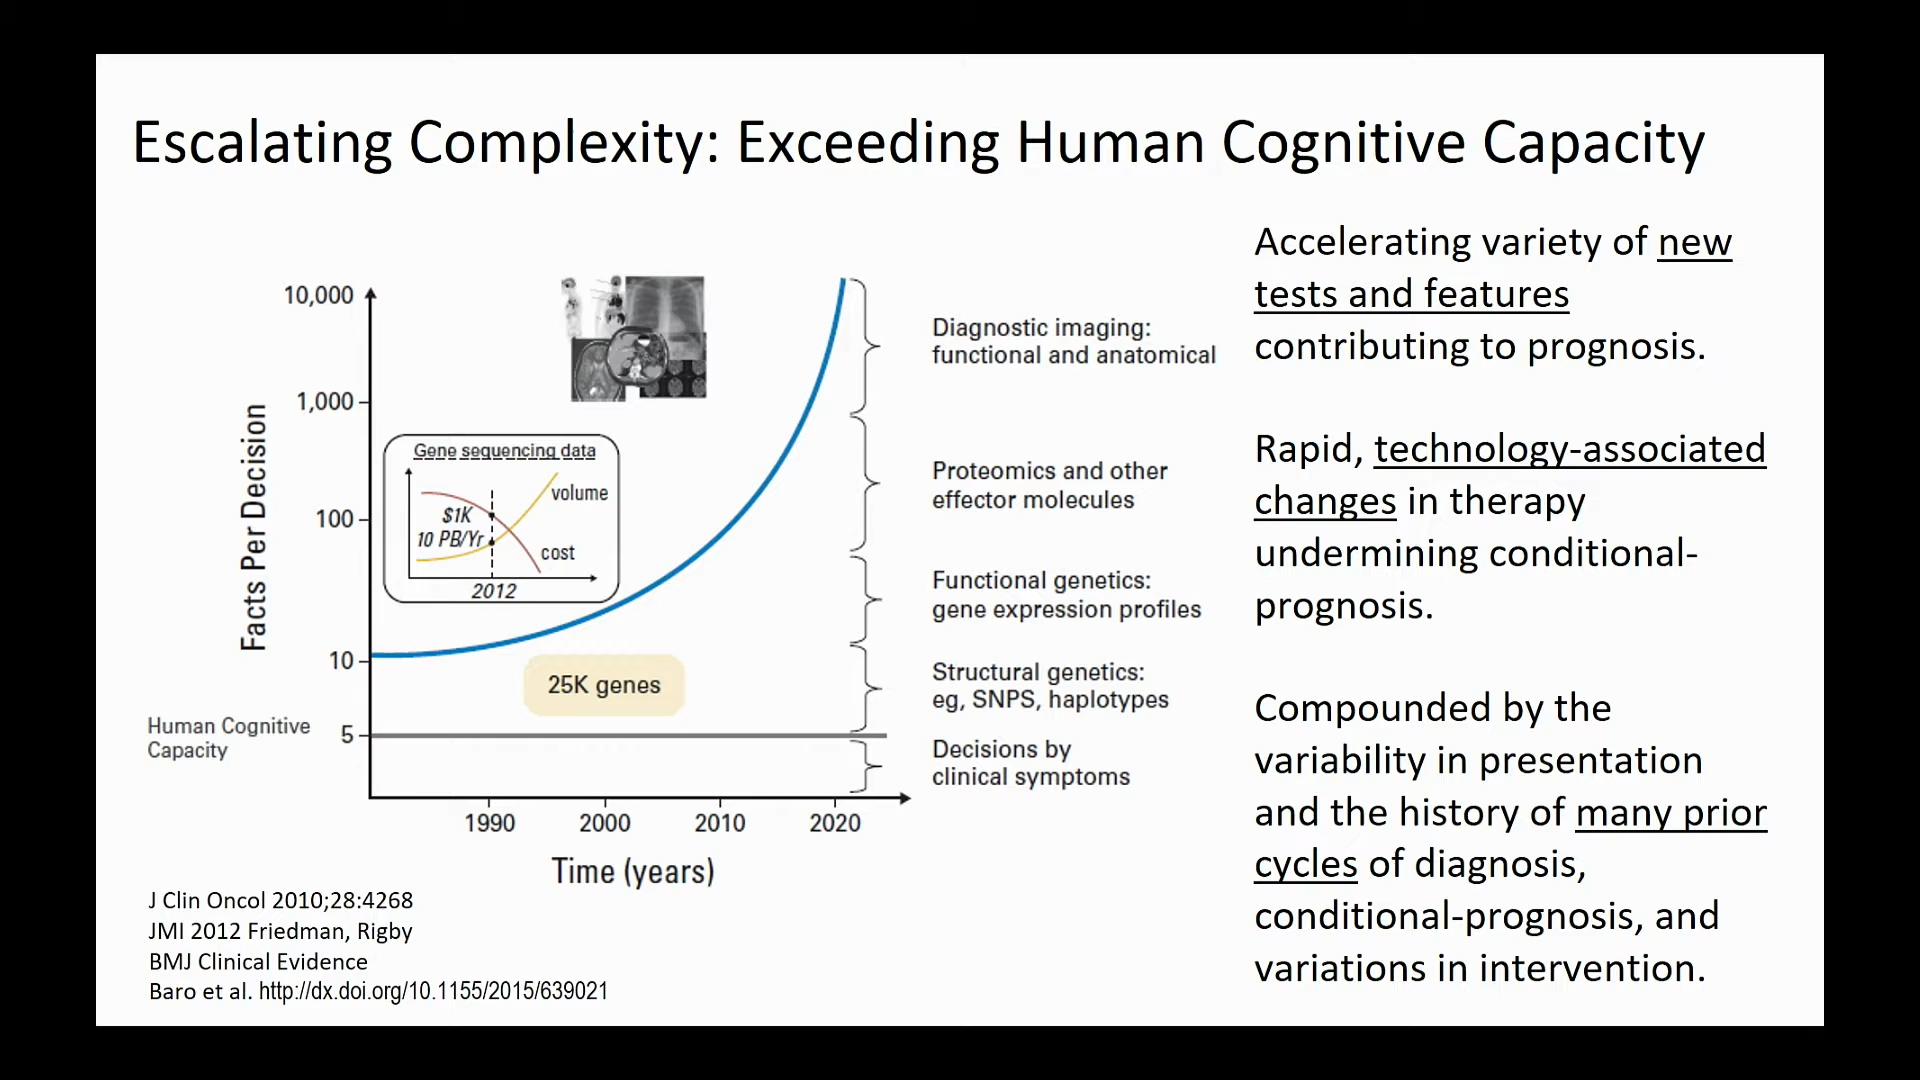 Escalating Complexity: Exceeding Human Cognitive Capacity
Facts Per Decision
10,000
1,000
100
10
5
Human Cognitive
Capacity
Gene sequencing data
volume
$1K
10 PB/Yr
cost
2012
25K genes
1990
2000
2010
2020
Time (years)
Diagnostic imaging:
functional and anatomical
Proteomics and other
effector molecules
Functional genetics:
gene expression profiles
Structural genetics:
eg, SNPS, haplotypes
Decisions by
clinical symptoms
Accelerating variety of new
tests and features
contributing to prognosis.
Rapid, technology-associated
changes in therapy
undermining conditional-
prognosis.
Compounded by the
variability in presentation
and the history of many prior
cycles of diagnosis,
conditional-prognosis, and
variations in intervention.
J Clin Oncol 2010;28:4268
JMI 2012 Friedman, Rigby
BMJ Clinical Evidence
Baro et al. http://dx.doi.org/10.1155/2015/639021